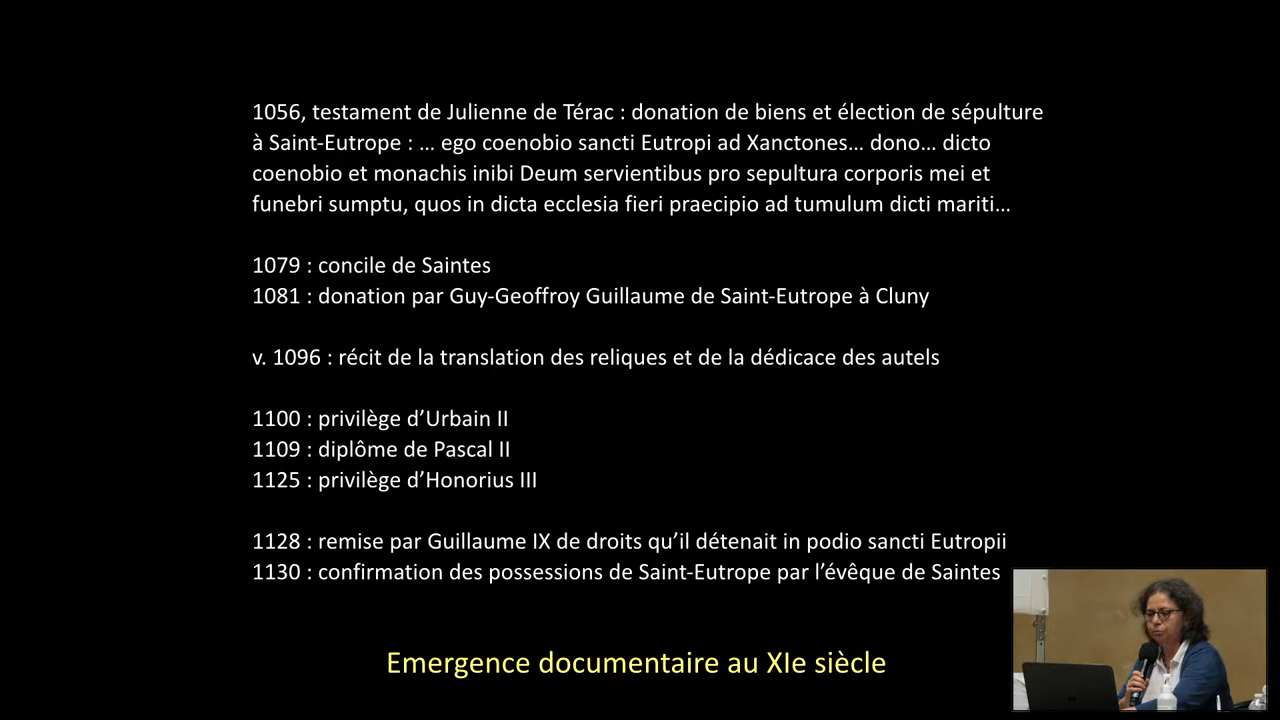 1056, testament de Julienne de Térac : donation de biens et élection de sépulture
à Saint-Eutrope : … ego coenobio sancti Eutropi ad Xanctones… dono… dicto
coenobio et monachis inibi Deum servientibus pro sepultura corporis mei et
funebri sumptu, quos in dicta ecclesia fieri praecipio ad tumulum dicti mariti…
1079 : concile de Saintes
1081 : donation par Guy-Geoffroy Guillaume de Saint-Eutrope à Cluny
v. 1096 : récit de la translation des reliques et de la dédicace des autels
1100 : privilège d’Urbain II
1109 : diplôme de Pascal II
1125 : privilège d’Honorius III
1128 : remise par Guillaume IX de droits qu’il détenait in podio sancti Eutropii
1130 : confirmation des possessions de Saint-Eutrope par l’évêque de Saintes
Emergence documentaire au XIe siècle